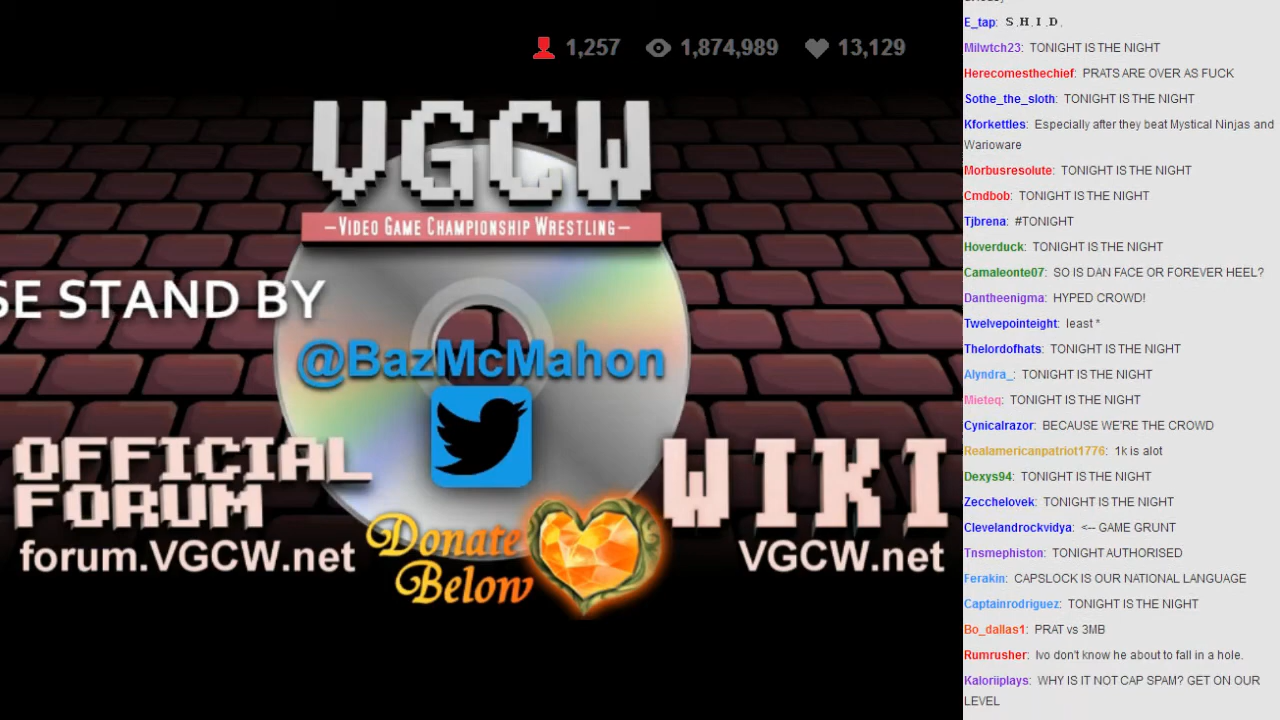 1,257 1,874,989 13,129
VGCW
–VIDEO GAME CHAMPIONSHIP WRESTLING–
SE STAND BY
@BazMcMahon
OFFICIAL
FORUM
forum.VGCW.net
Donate
Below
WIKI
VGCW.net
E_tap: S .H. I .D.
Milwtch23: TONIGHT IS THE NIGHT
Herecomesthechief: PRATS ARE OVER AS FUCK
Sothe_the_sloth: TONIGHT IS THE NIGHT
Kforkettles: Especially after they beat Mystical Ninjas and
Warioware
Morbusresolute: TONIGHT IS THE NIGHT
Cmdbob: TONIGHT IS THE NIGHT
Tjbrena: #TONIGHT
Hoverduck: TONIGHT IS THE NIGHT
Camaleonte07: SO IS DAN FACE OR FOREVER HEEL?
Dantheenigma: HYPED CROWD!
Twelvepointeight: least *
Thelordofhats: TONIGHT IS THE NIGHT
Alyndra_: TONIGHT IS THE NIGHT
Mieteq: TONIGHT IS THE NIGHT
Cynicalrazor: BECAUSE WE'RE THE CROWD
Realamericanpatriot1776: 1k is alot
Dexys94: TONIGHT IS THE NIGHT
Zecchelovek: TONIGHT IS THE NIGHT
Clevelandrockvidya: <-- GAME GRUNT
Tnsmephiston: TONIGHT AUTHORISED
Ferakin: CAPSLOCK IS OUR NATIONAL LANGUAGE
Captainrodriguez: TONIGHT IS THE NIGHT
Bo_dallas1: PRAT vs 3MB
Rumrusher: Ivo don't know he about to fall in a hole.
Kaloriiplays: WHY IS IT NOT CAP SPAM? GET ON OUR
LEVEL